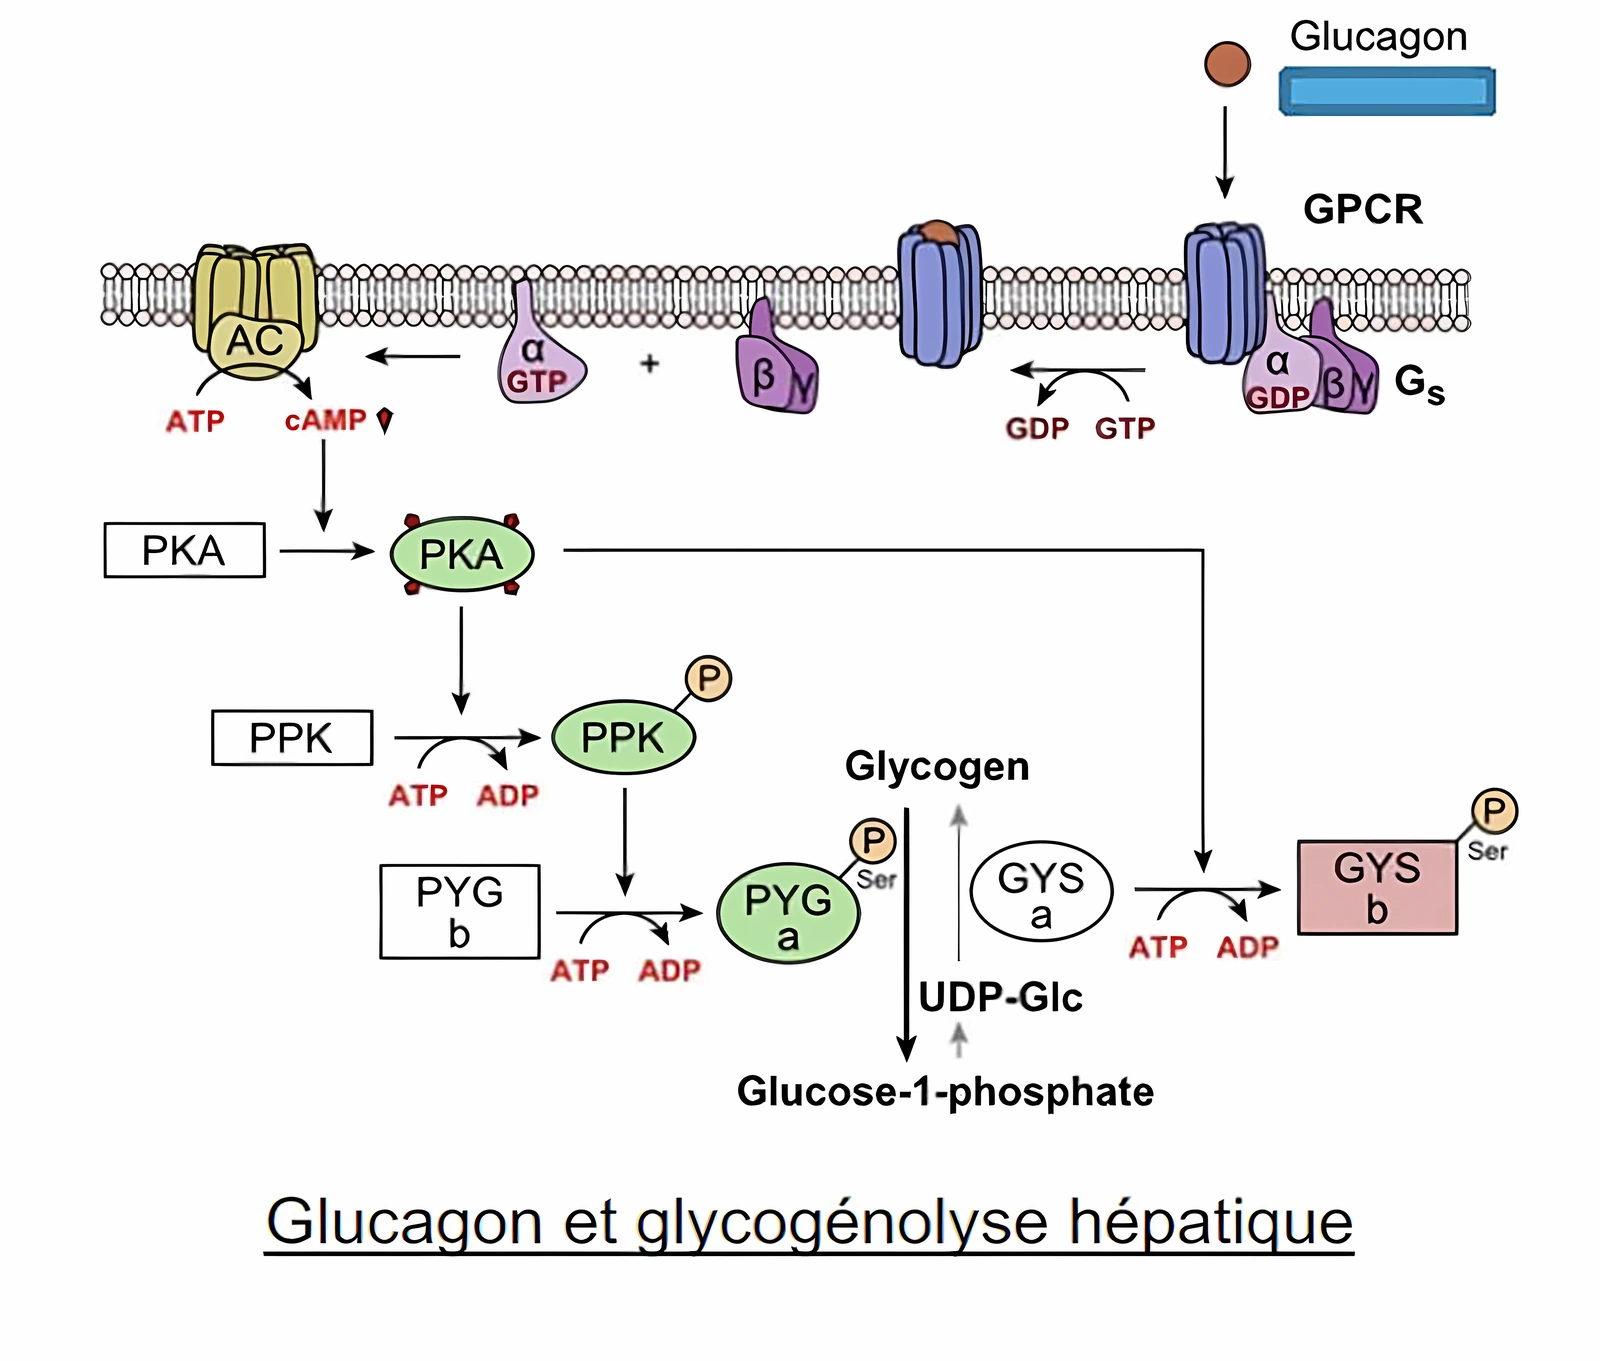 Glucagon
GPCR
AC
α
GTP
+
β
γ
α
GDP
β
γ
Gs
ATP
cAMP
GDP
GTP
PKA
PKA
P
PPK
PPK
ATP
ADP
Glycogen
P
Ser
P
Ser
PYG
b
PYG
a
GYS
a
GYS
b
ATP
ADP
ATP
ADP
UDP-Glc
Glucose-1-phosphate
Glucagon et glycogénolyse hépatique